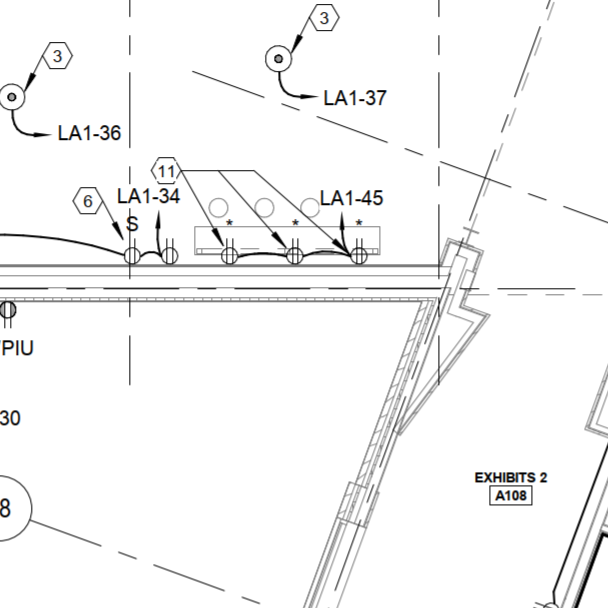 3
3
LA1-37
LA1-36
11
6
LA1-34
LA1-45
S
* * *
PIU
30
EXHIBITS 2
A108
8